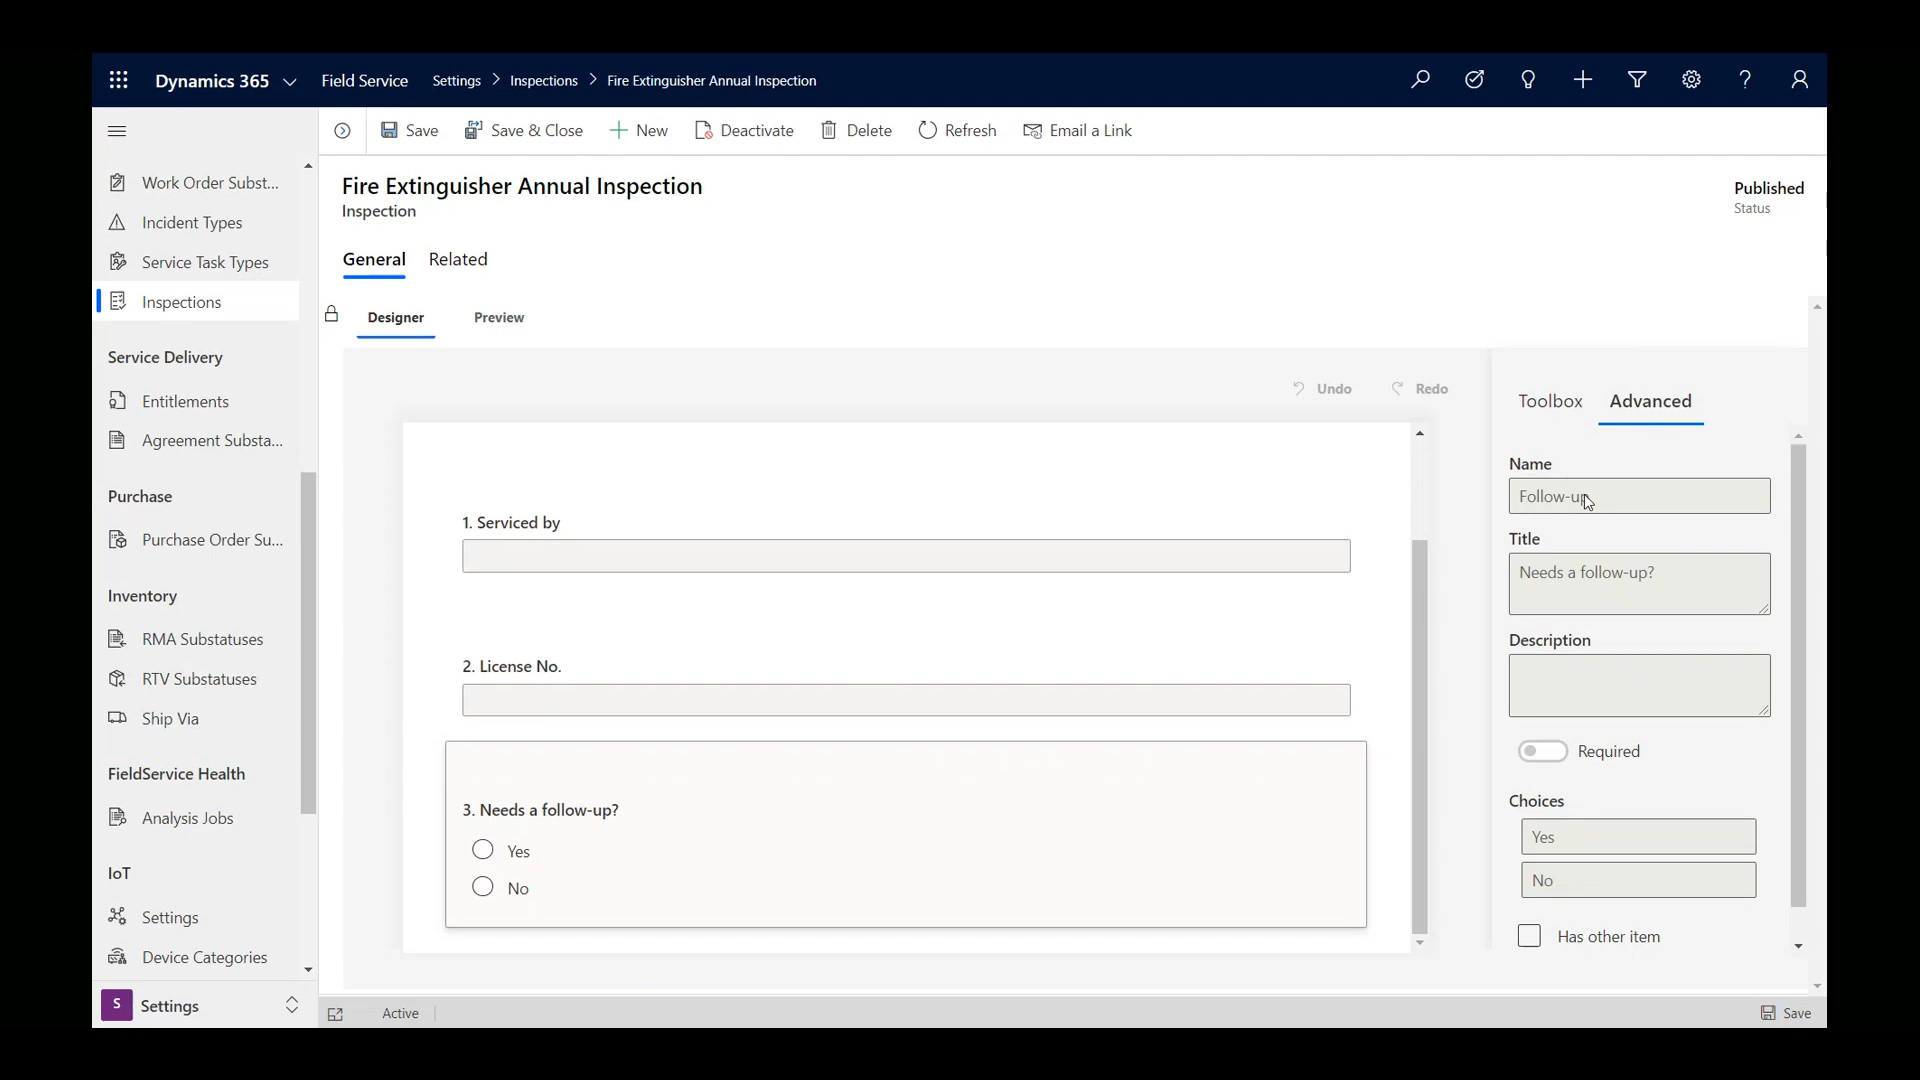 Dynamics 365
Field Service
Settings > Inspections > Fire Extinguisher Annual Inspection
Save
Save & Close
New
Deactivate
Delete
Refresh
Email a Link
Work Order Subst...
Incident Types
Service Task Types
Inspections
Service Delivery
Entitlements
Agreement Substa...
Purchase
Purchase Order Su...
Inventory
RMA Substatuses
RTV Substatuses
Ship Via
FieldService Health
Analysis Jobs
IoT
Settings
Device Categories
S Settings
Fire Extinguisher Annual Inspection
Inspection
Published
Status
General
Related
Designer
Preview
Undo
Redo
1. Serviced by
2. License No.
3. Needs a follow-up?
Yes
No
Toolbox
Advanced
Name
Follow-up
Title
Needs a follow-up?
Description
Required
Choices
Yes
No
Has other item
Active
Save